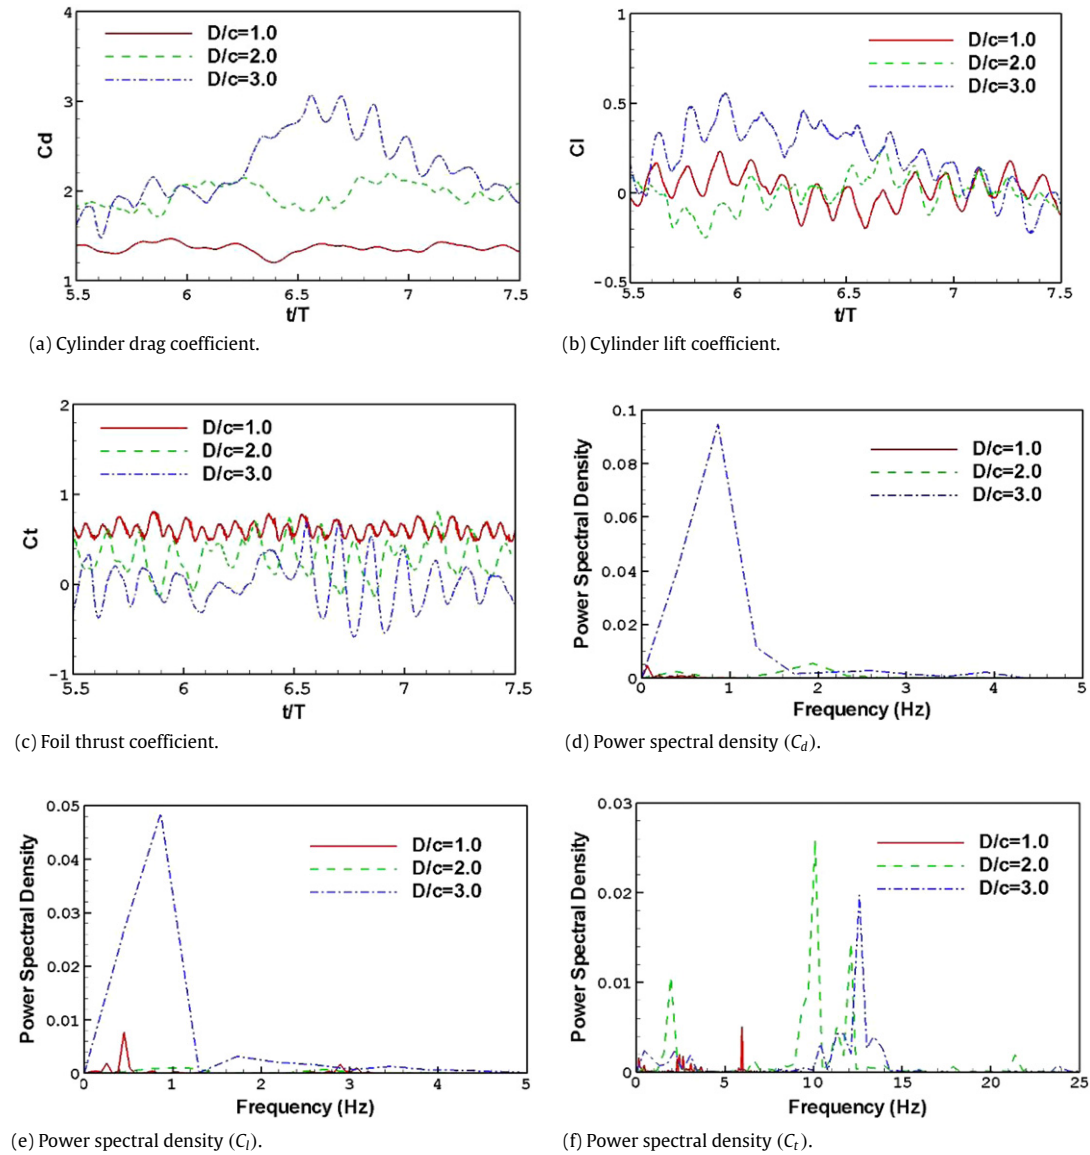 4
3
2
1
Cd
D/c=1.0
D/c=2.0
D/c=3.0
5.5 6 6.5 7 7.5
t/T
(a) Cylinder drag coefficient.
1
0.5
0
−0.5
Cl
D/c=1.0
D/c=2.0
D/c=3.0
5.5 6 6.5 7 7.5
t/T
(b) Cylinder lift coefficient.
2
1
0
−1
Ct
D/c=1.0
D/c=2.0
D/c=3.0
5.5 6 6.5 7 7.5
t/T
(c) Foil thrust coefficient.
0.1
0.08
0.06
0.04
0.02
0
Power Spectral Density
D/c=1.0
D/c=2.0
D/c=3.0
0 1 2 3 4 5
Frequency (Hz)
(d) Power spectral density (Cd).
0.05
0.04
0.03
0.02
0.01
0
Power Spectral Density
D/c=1.0
D/c=2.0
D/c=3.0
0 1 2 3 4 5
Frequency (Hz)
(e) Power spectral density (Cl).
0.03
0.02
0.01
0
Power Spectral Density
D/c=1.0
D/c=2.0
D/c=3.0
0 5 10 15 20 25
Frequency (Hz)
(f) Power spectral density (Ct).